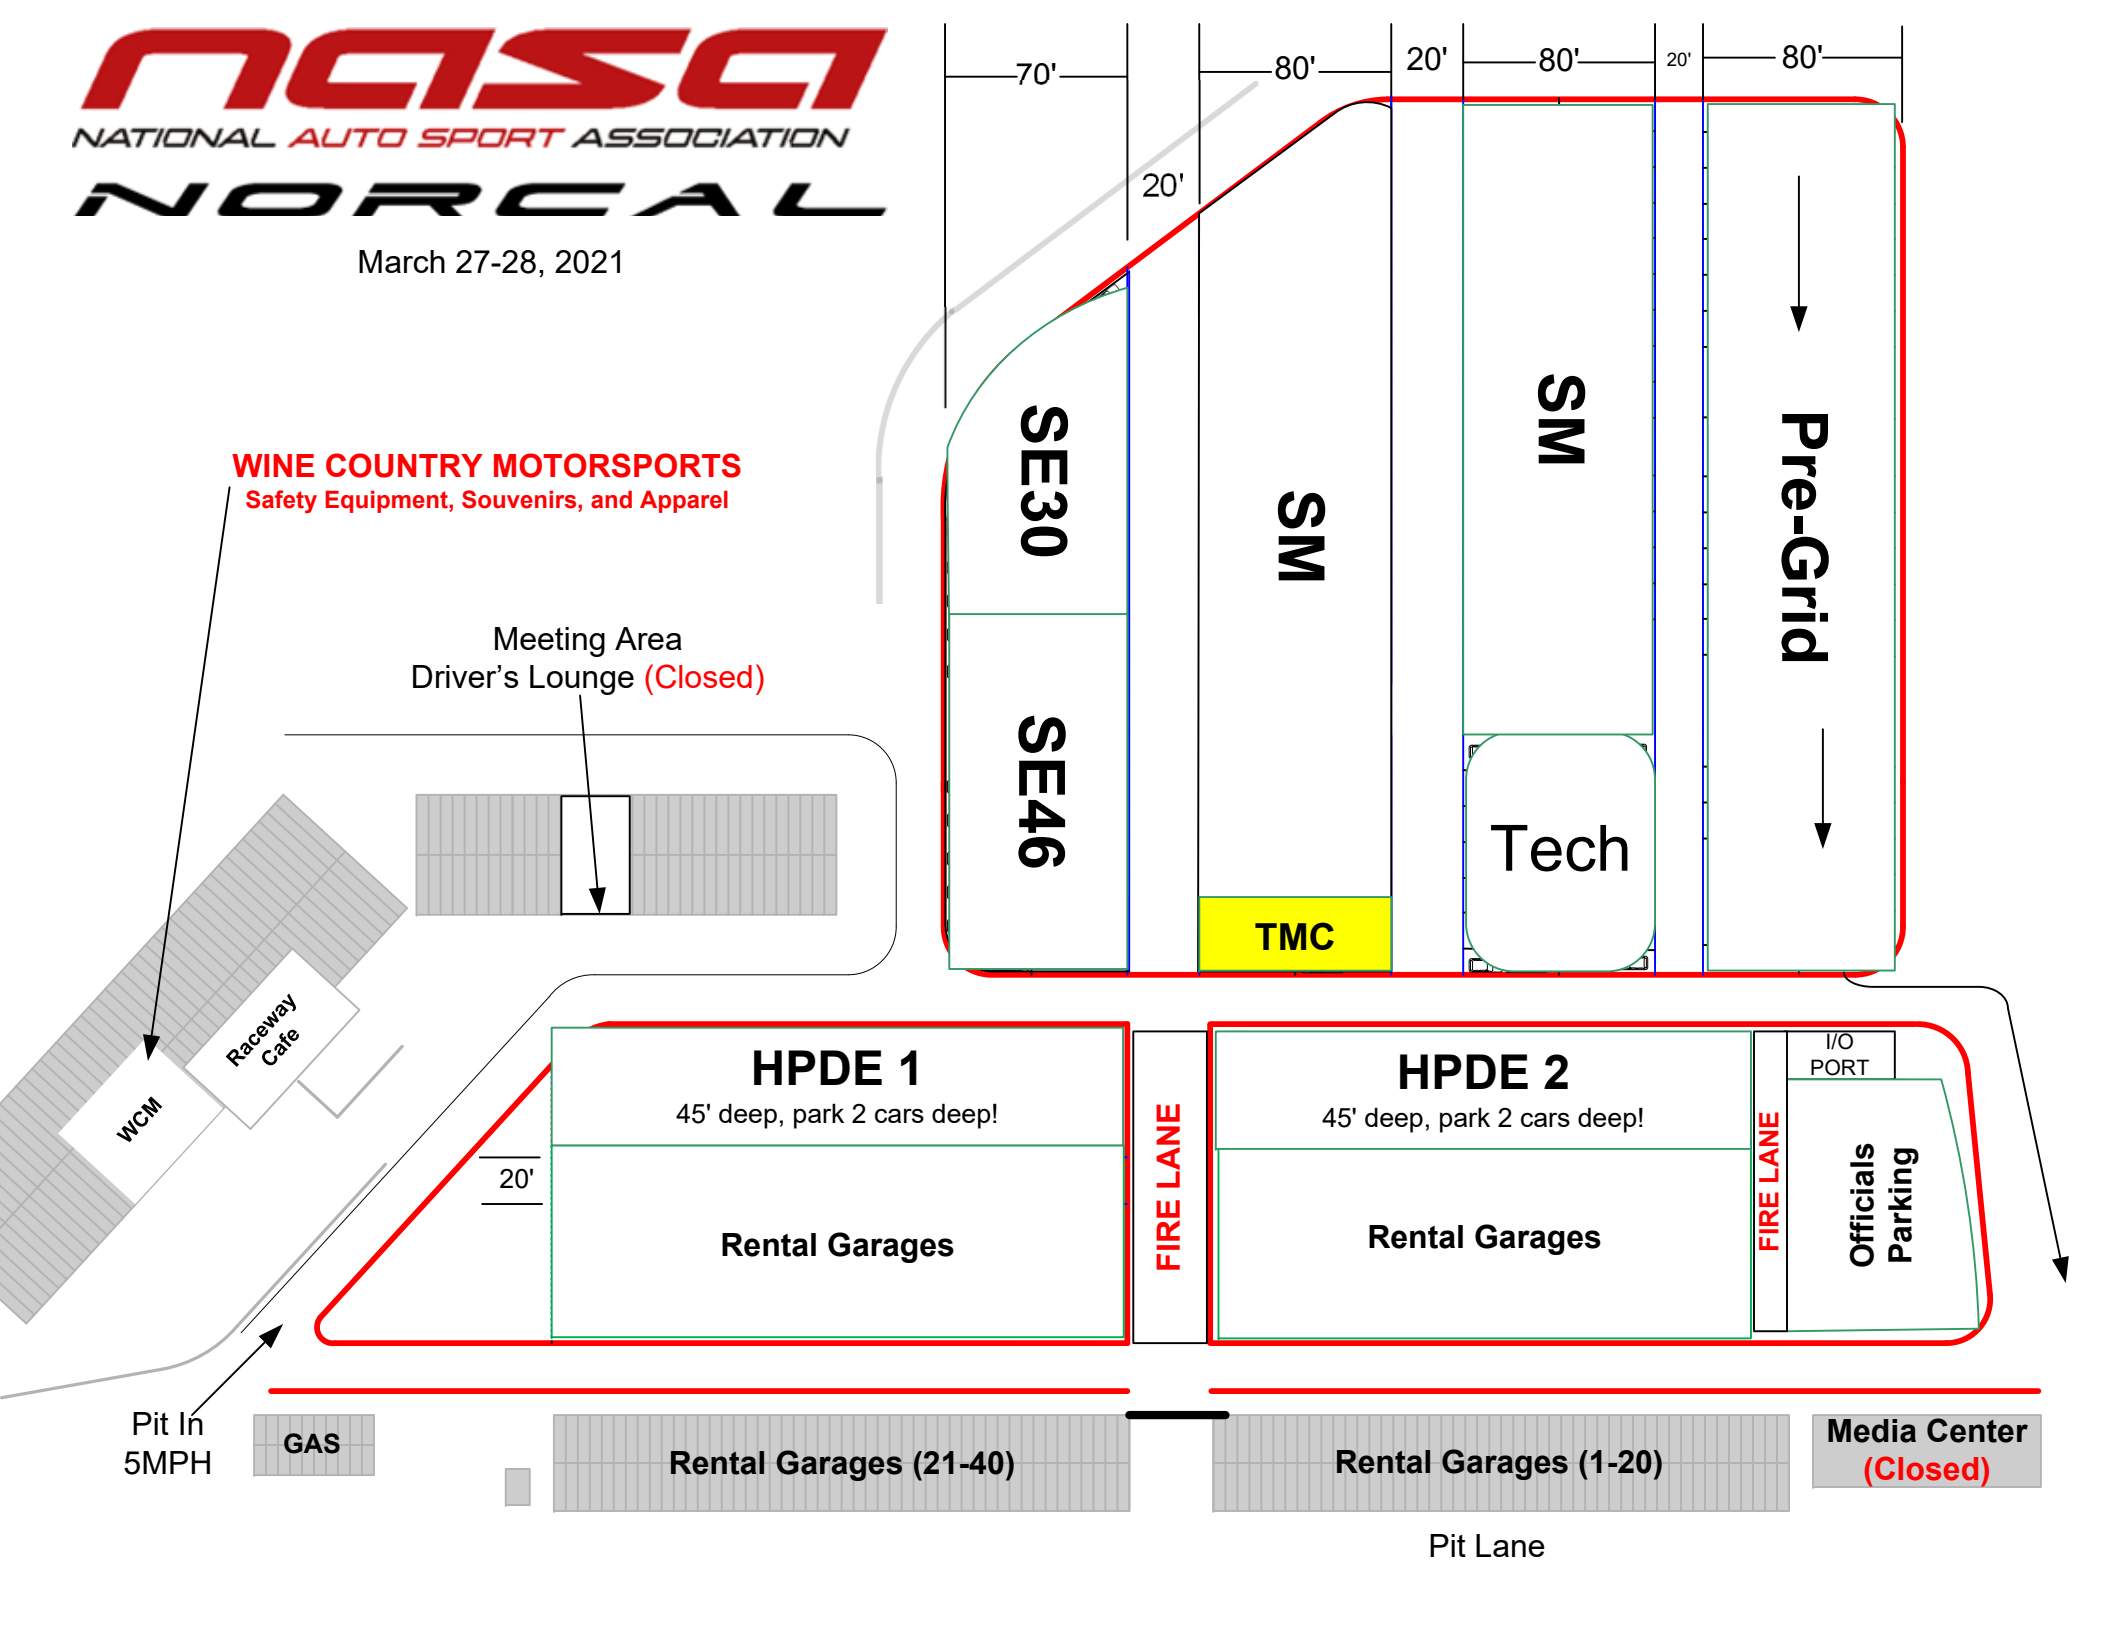 nasa
NATIONAL AUTO SPORT ASSOCIATION
NORCAL
March 27-28, 2021
70'
20'
80'
20'
80'
20'
80'
WINE COUNTRY MOTORSPORTS
Safety Equipment, Souvenirs, and Apparel
Meeting Area
Driver's Lounge (Closed)
SE30
SE46
SM
SM
Pre-Grid
TMC
Tech
Raceway
Cafe
WCM
HPDE 1
45' deep, park 2 cars deep!
HPDE 2
45' deep, park 2 cars deep!
I/O
PORT
20'
Rental Garages
FIRE LANE
Rental Garages
FIRE LANE
Officials
Parking
Pit In
5MPH
GAS
Rental Garages (21-40)
Rental Garages (1-20)
Media Center
(Closed)
Pit Lane